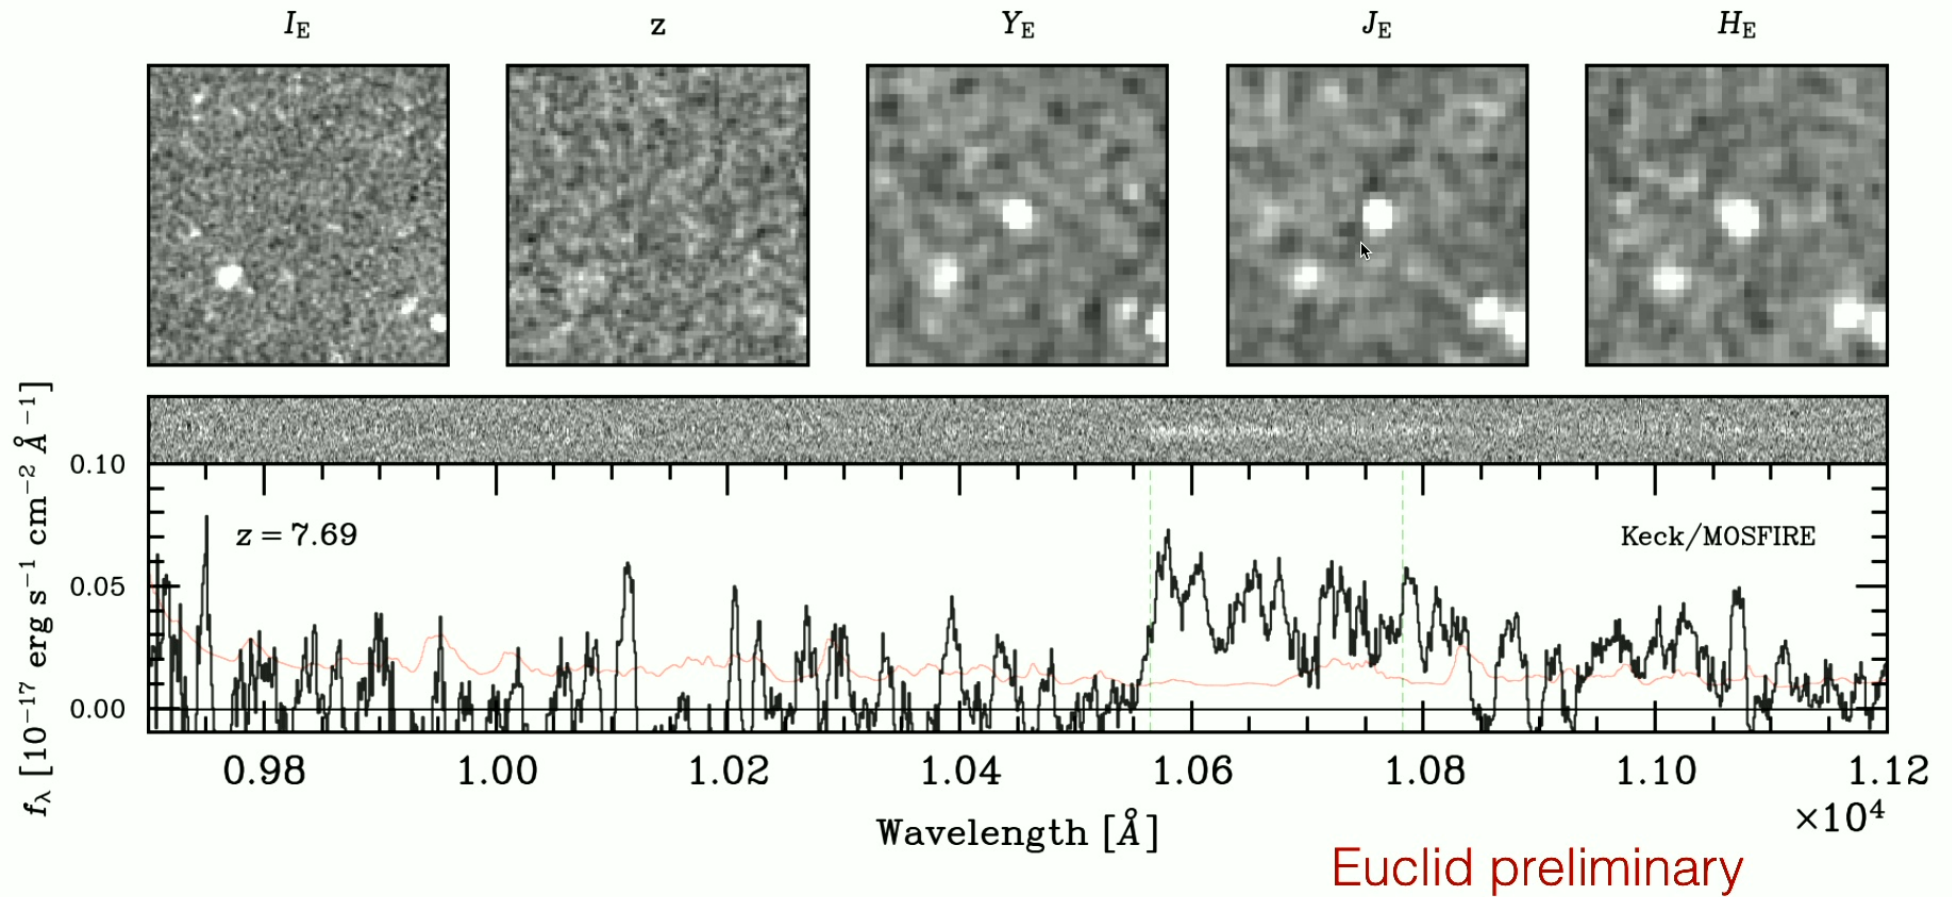 I_E z Y_E J_E H_E
f_λ [10⁻¹⁷ erg s⁻¹ cm⁻² Å⁻¹]
0.10
0.05
0.00
z = 7.69
Keck/MOSFIRE
0.98 1.00 1.02 1.04 1.06 1.08 1.10 1.12
×10⁴
Wavelength [Å]
Euclid preliminary